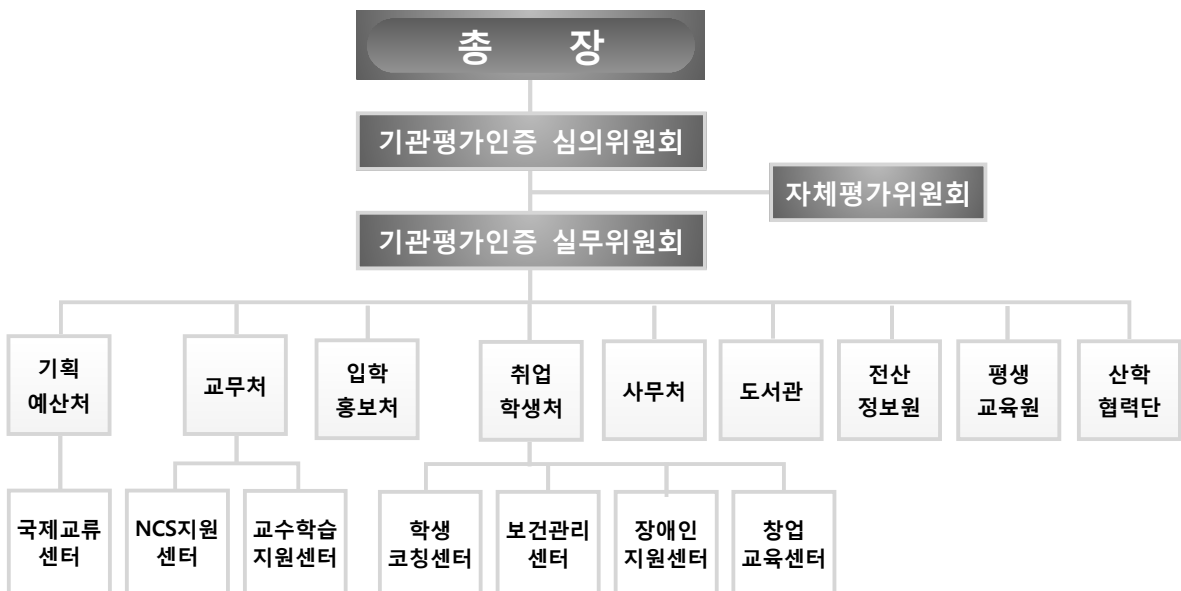 총 장
기관평가인증 심의위원회
자체평가위원회
기관평가인증 실무위원회
기획
예산처
교무처
입학
홍보처
취업
학생처
사무처
도서관
전산
정보원
평생
교육원
산학
협력단
국제교류
센터
NCS지원
센터
교수학습
지원센터
학생
코칭센터
보건관리
센터
장애인
지원센터
창업
교육센터